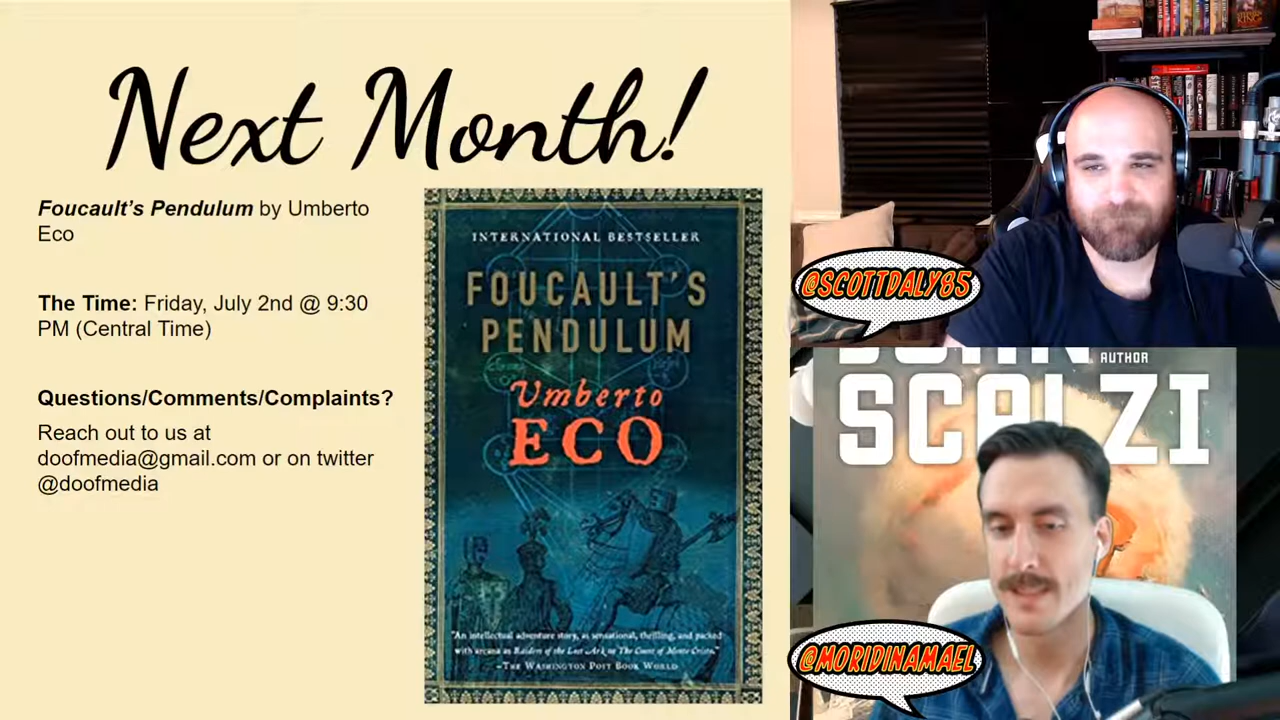 Next Month!
Foucault's Pendulum by Umberto
Eco
The Time: Friday, July 2nd @ 9:30
PM (Central Time)
Questions/Comments/Complaints?
Reach out to us at
doofmedia@gmail.com or on twitter
@doofmedia
INTERNATIONAL BESTSELLER
FOUCAULT'S
PENDULUM
Umberto
ECO
"An intellectual adventure story, as sensational, thrilling, and packed
with arcana as Raiders of the Lost Ark or The Count of Monte Cristo."
–THE WASHINGTON POST BOOK WORLD
@SCOTTDALY85
JOHN
AUTHOR
SCALZI
@MORIDINAMAEL